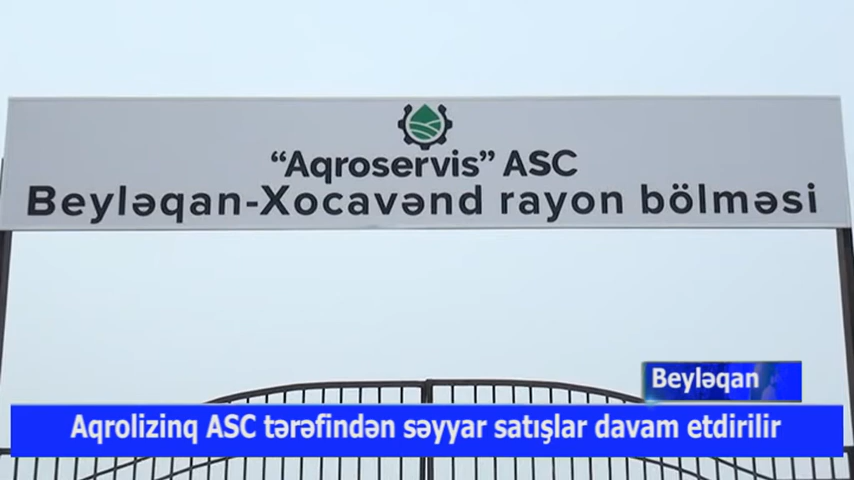 “Aqroservis” ASC
Beyləqan-Xocavənd rayon bölməsi
Beyləqan
Aqrolizinq ASC tərəfindən səyyar satışlar davam etdirilir